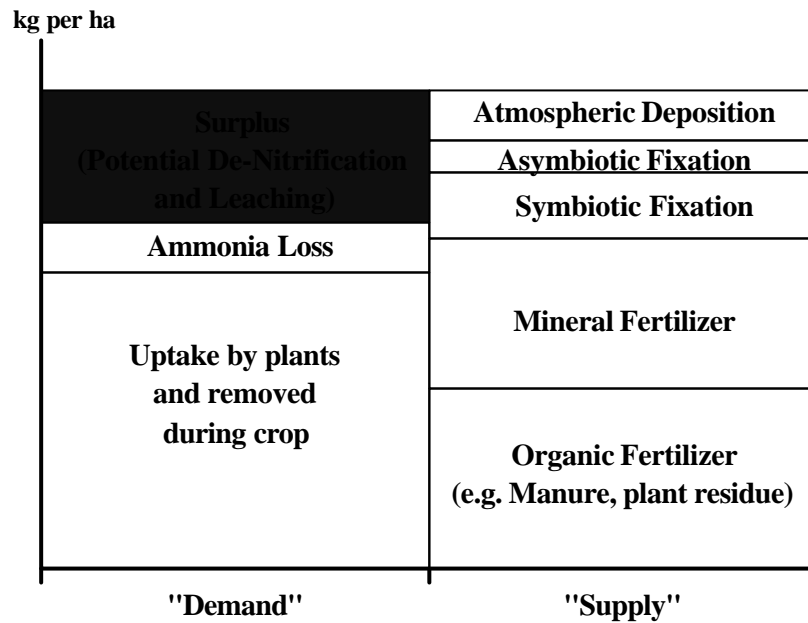 kg per ha
Surplus
(Potential De-Nitrification
and Leaching)
Ammonia Loss
Uptake by plants
and removed
during crop
Atmospheric Deposition
Asymbiotic Fixation
Symbiotic Fixation
Mineral Fertilizer
Organic Fertilizer
(e.g. Manure, plant residue)
"Demand"
"Supply"